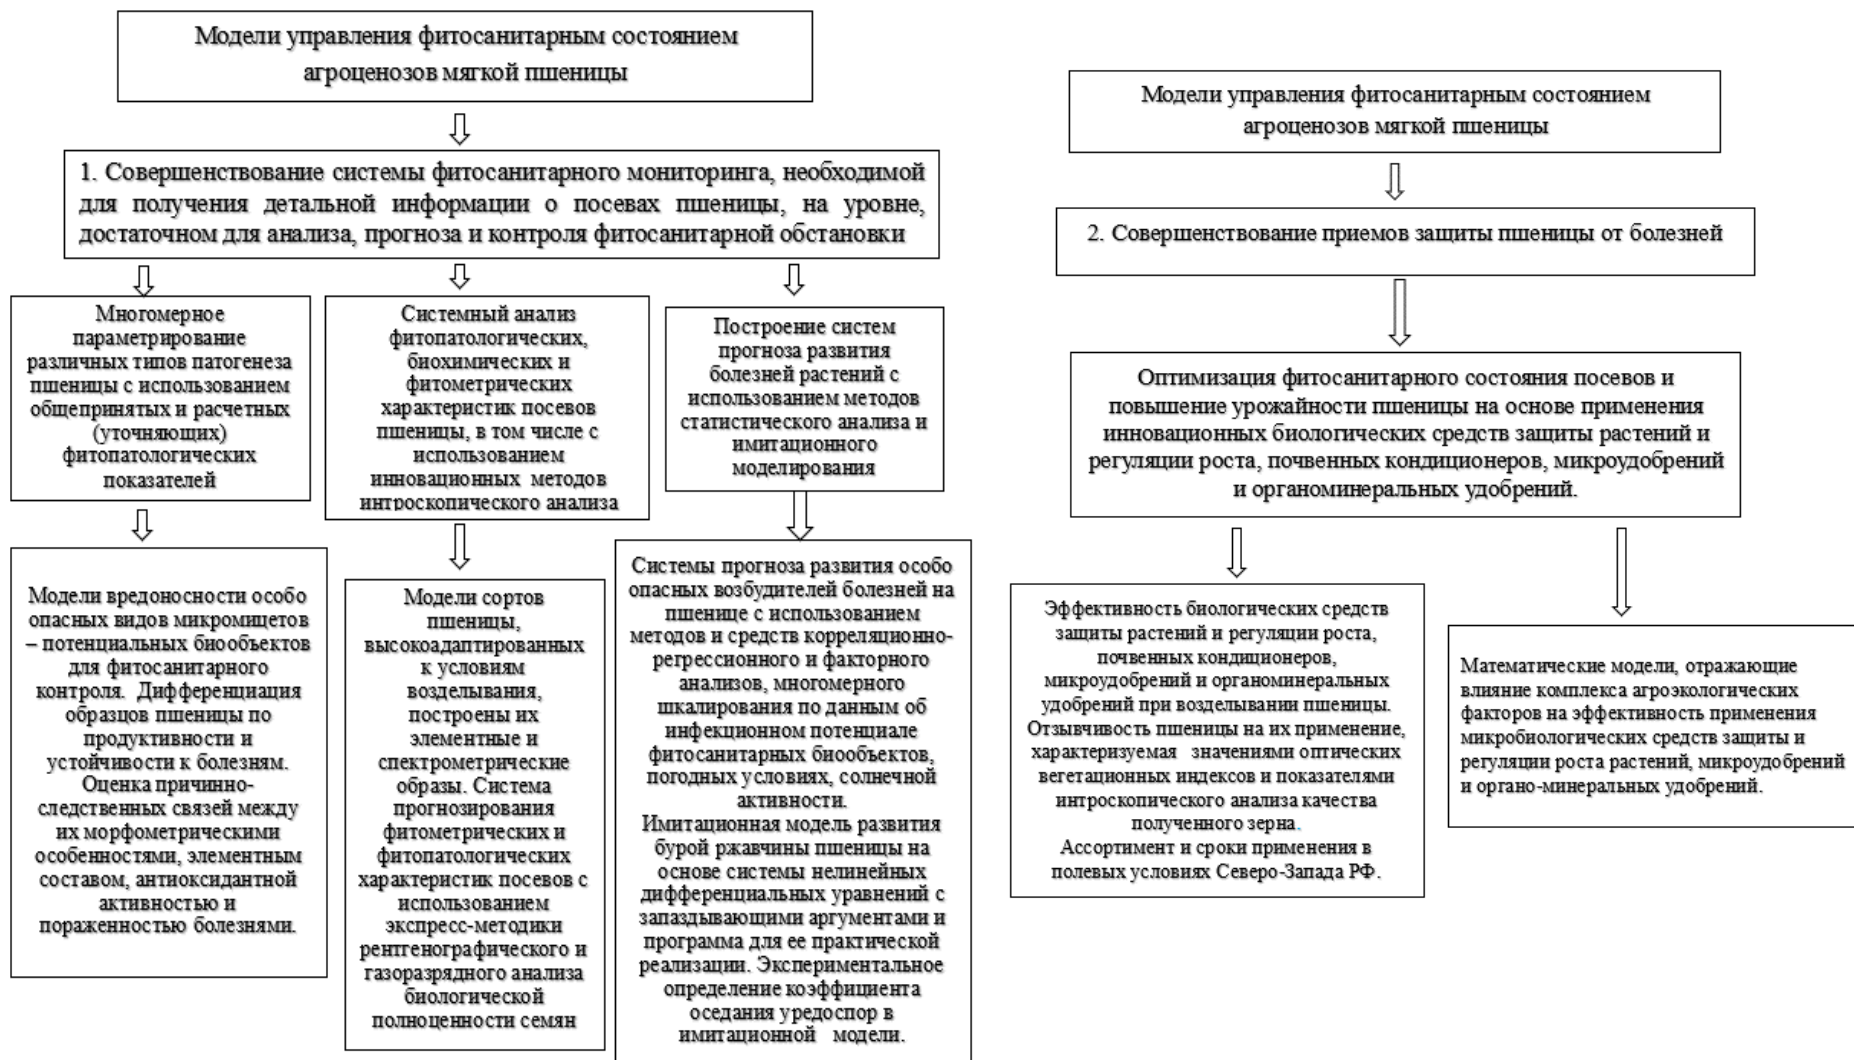 Модели управления фитосанитарным состоянием
агроценозов мягкой пшеницы
1. Совершенствование системы фитосанитарного мониторинга, необходимой
для получения детальной информации о посевах пшеницы, на уровне,
достаточном для анализа, прогноза и контроля фитосанитарной обстановки
Многомерное
параметрирование
различных типов патогенеза
пшеницы с использованием
общепринятых и расчетных
(уточняющих)
фитопатологических
показателей
Системный анализ
фитопатологических,
биохимических и
фитометрических
характеристик посевов
пшеницы, в том числе с
использованием
инновационных методов
интроскопического анализа
Построение систем
прогноза развития
болезней растений с
использованием методов
статистического анализа и
имитационного
моделирования
Модели вредоносности особо
опасных видов микромицетов
– потенциальных биообъектов
для фитосанитарного
контроля. Дифференциация
образцов пшеницы по
продуктивности и
устойчивости к болезням.
Оценка причинно-
следственных связей между
их морфометрическими
особенностями, элементным
составом, антиоксидантной
активностью и
пораженностью болезнями.
Модели сортов
пшеницы,
высокоадаптированных
к условиям
возделывания,
построены их
элементные и
спектрометрические
образы. Система
прогнозирования
фитометрических и
фитопатологических
характеристик посевов с
использованием
экспресс-методики
рентгенографического и
газоразрядного анализа
биологической
полноценности семян
Системы прогноза развития особо
опасных возбудителей болезней на
пшенице с использованием
методов и средств корреляционно-
регрессионного и факторного
анализов, многомерного
шкалирования по данным об
инфекционном потенциале
фитосанитарных биообъектов,
погодных условиях, солнечной
активности.
Имитационная модель развития
бурой ржавчины пшеницы на
основе системы нелинейных
дифференциальных уравнений с
запаздывающими аргументами и
программа для ее практической
реализации. Экспериментальное
определение коэффициента
оседания уредоспор в
имитационной модели.
Модели управления фитосанитарным состоянием
агроценозов мягкой пшеницы
2. Совершенствование приемов защиты пшеницы от болезней
Оптимизация фитосанитарного состояния посевов и
повышение урожайности пшеницы на основе применения
инновационных биологических средств защиты растений и
регуляции роста, почвенных кондиционеров, микроудобрений
и органоминеральных удобрений.
Эффективность биологических средств
защиты растений и регуляции роста,
почвенных кондиционеров,
микроудобрений и органоминеральных
удобрений при возделывании пшеницы.
Отзывчивость пшеницы на их применение,
характеризуемая значениями оптических
вегетационных индексов и показателями
интроскопического анализа качества
полученного зерна.
Ассортимент и сроки применения в
полевых условиях Северо-Запада РФ.
Математические модели, отражающие
влияние комплекса агроэкологических
факторов на эффективность применения
микробиологических средств защиты и
регуляции роста растений, микроудобрений
и органо-минеральных удобрений.